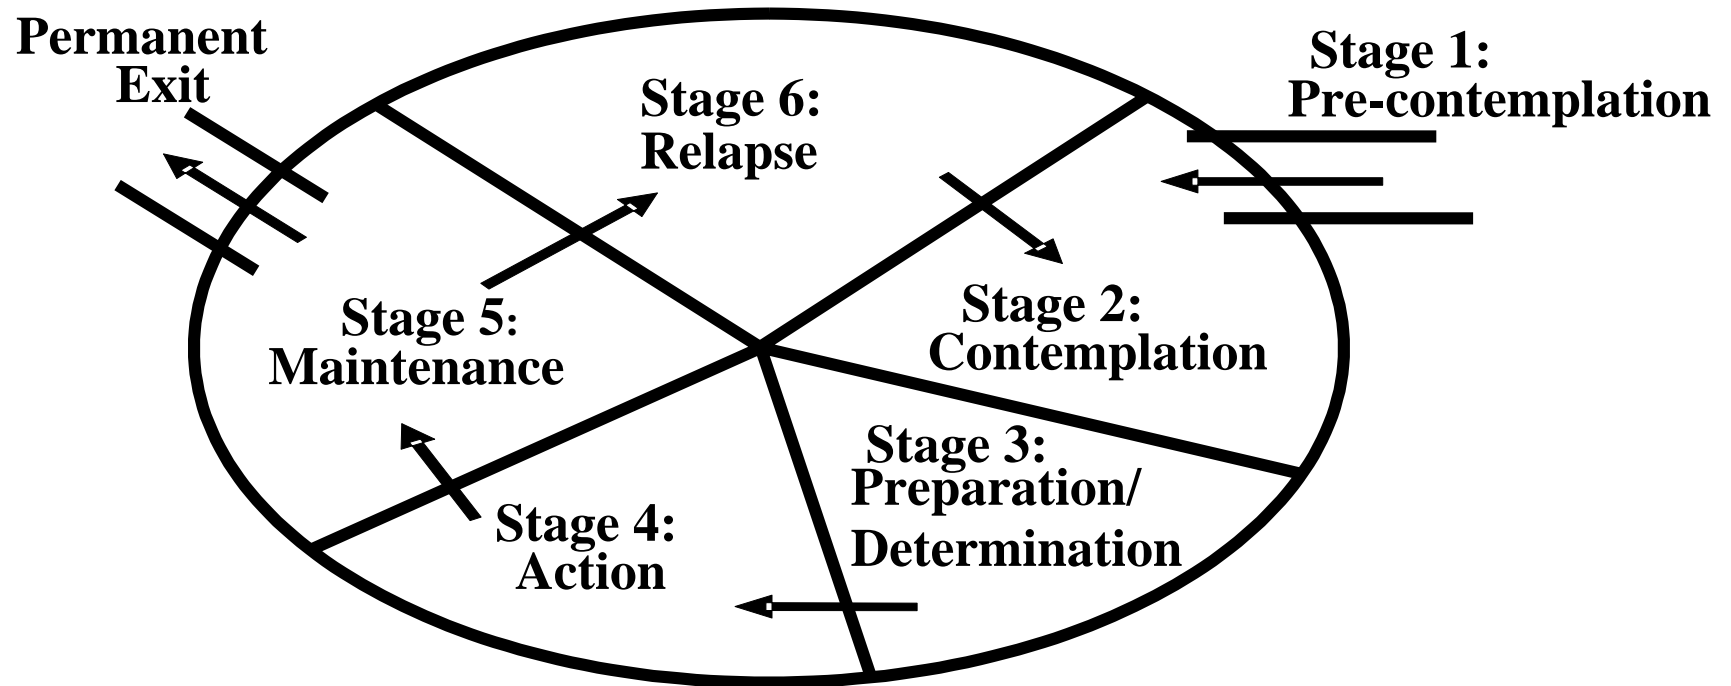 Permanent
Exit
Stage 1:
Pre-contemplation
Stage 6:
Relapse
Stage 2:
Contemplation
Stage 5:
Maintenance
Stage 3:
Preparation/
Determination
Stage 4:
Action